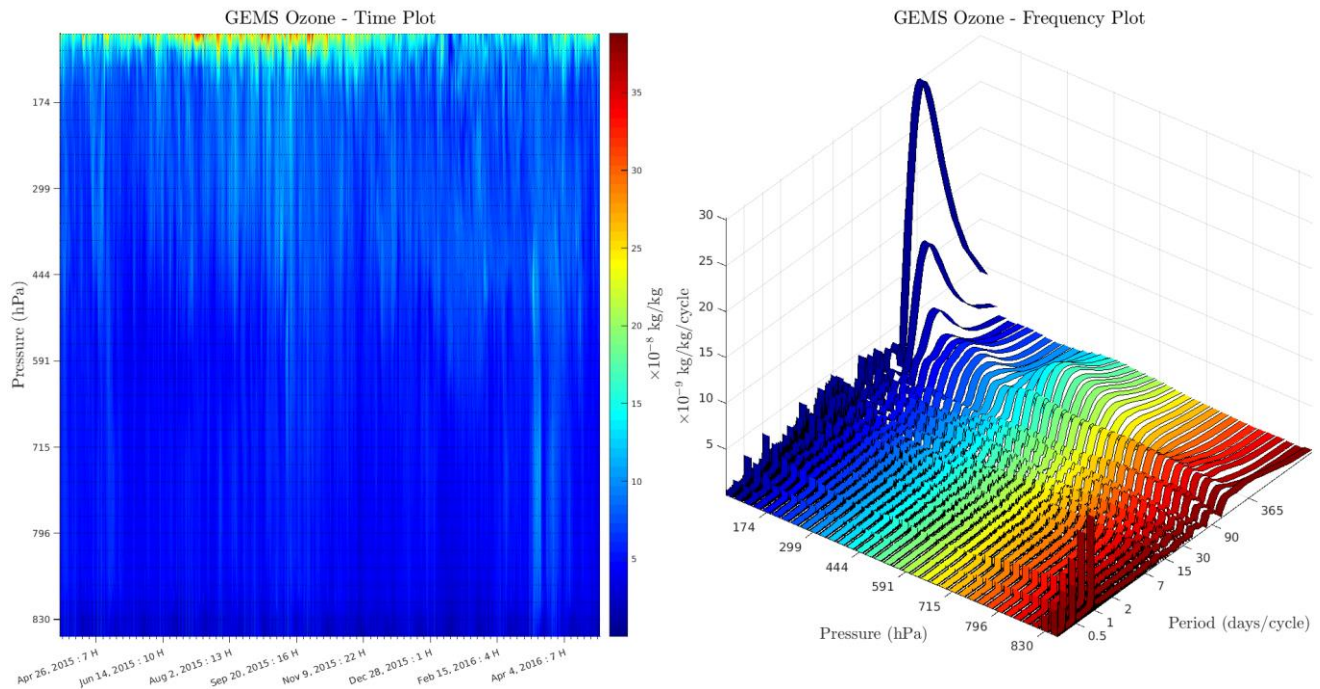 GEMS Ozone - Time Plot
Pressure (hPa)
174
299
444
591
715
796
830
Apr 26, 2015 : 7 H
Jun 14, 2015 : 10 H
Aug 2, 2015 : 13 H
Sep 20, 2015 : 16 H
Nov 9, 2015 : 22 H
Dec 28, 2015 : 1 H
Feb 15, 2016 : 4 H
Apr 4, 2016 : 7 H
35
30
25
20
15
10
5
×10⁻⁸ kg/kg
GEMS Ozone - Frequency Plot
×10⁻⁹ kg/kg/cycle
30
25
20
15
10
5
174
299
444
591
715
796
830
Pressure (hPa)
365
90
30
15
7
2
1
0.5
Period (days/cycle)